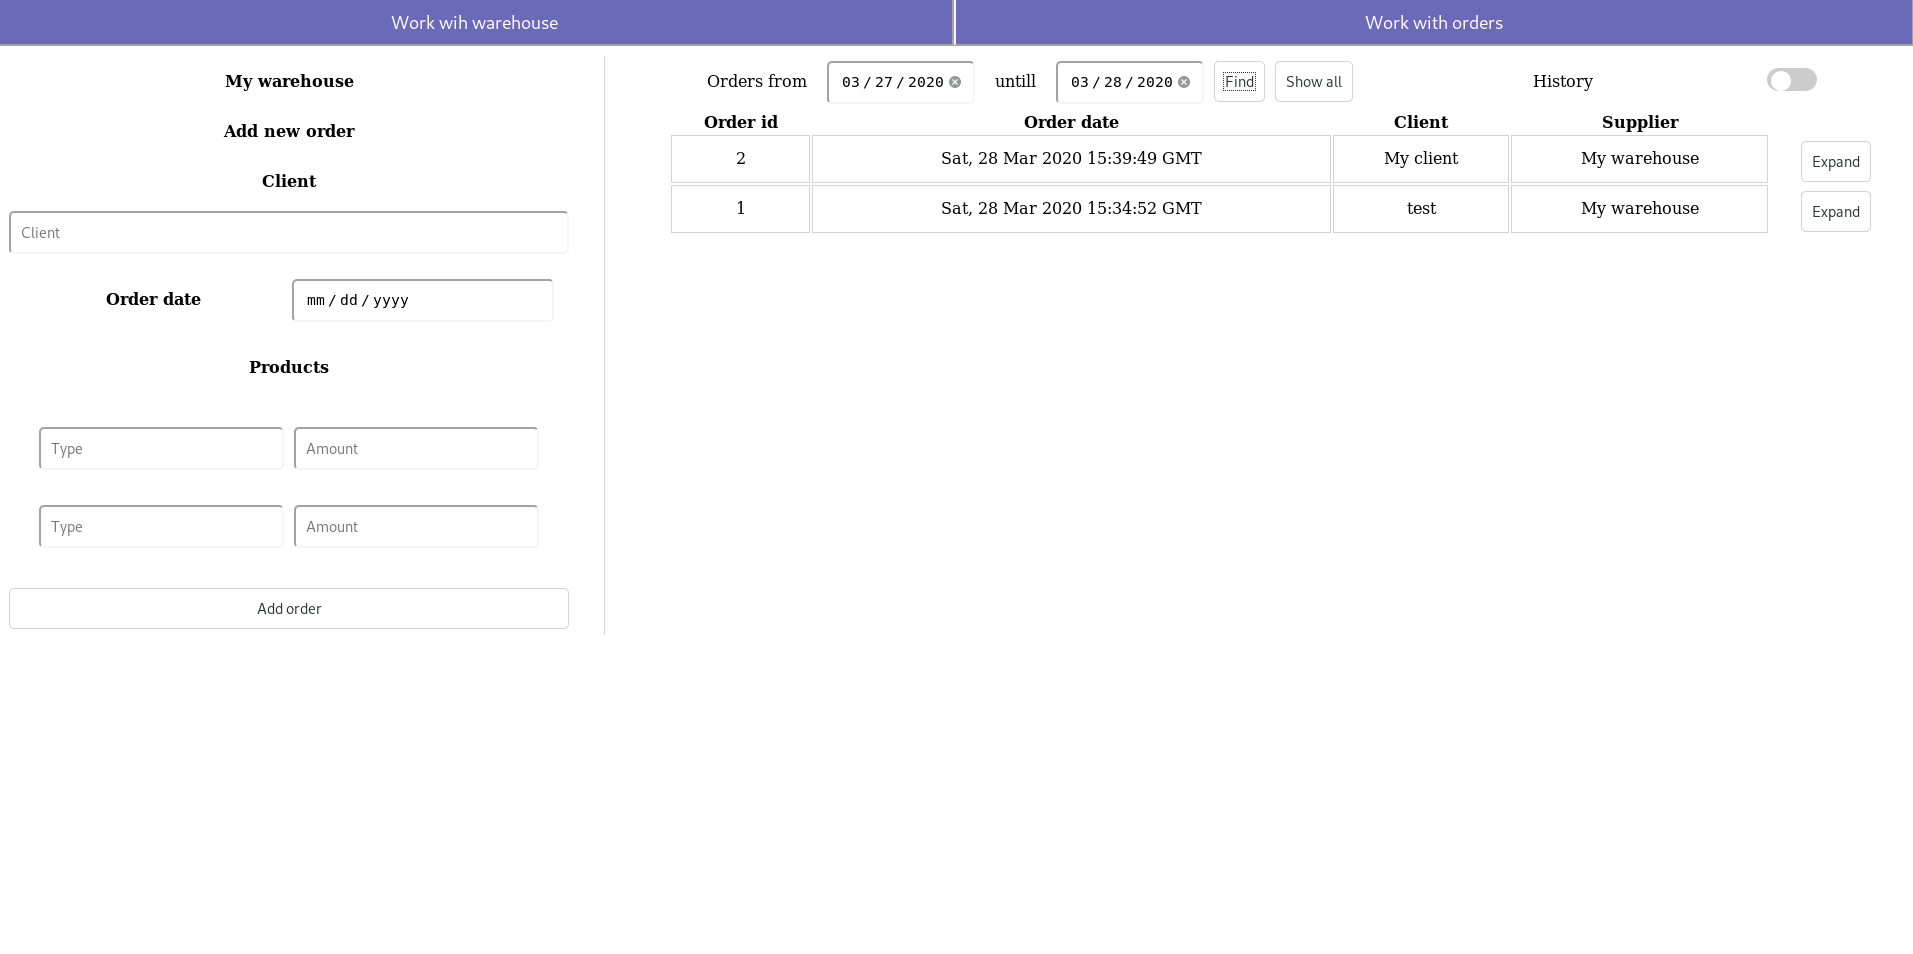 Work wih warehouse
Work with orders
My warehouse
Add new order
Client
Client
Order date mm/dd/yyyy
Products
Type Amount
Type Amount
Add order
Orders from 03/27/2020 untill 03/28/2020 Find Show all History
Order id Order date Client Supplier
2 Sat, 28 Mar 2020 15:39:49 GMT My client My warehouse Expand
1 Sat, 28 Mar 2020 15:34:52 GMT test My warehouse Expand